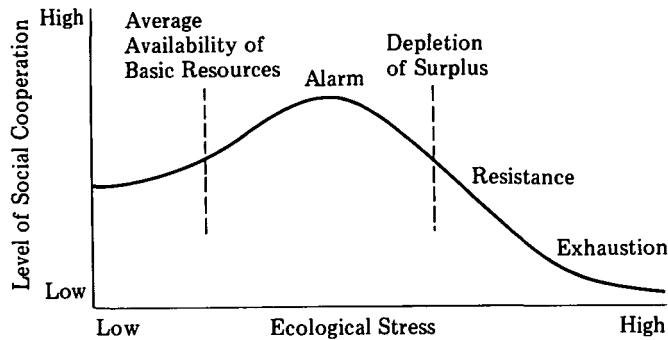 High
Average
Availability of
Basic Resources
Alarm
Depletion
of Surplus
Level of Social Cooperation
Resistance
Exhaustion
Low
Low
Ecological Stress
High